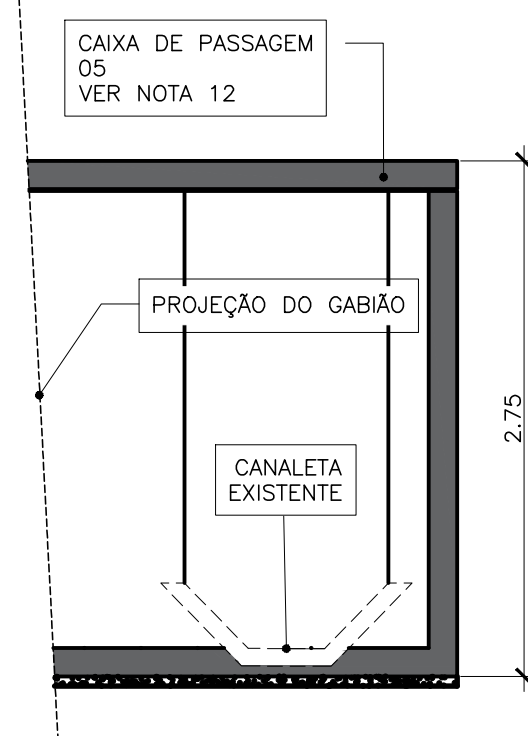 CAIXA DE PASSAGEM
05
VER NOTA 12
PROJEÇÃO DO GABIÃO
2.75
CANALETA
EXISTENTE